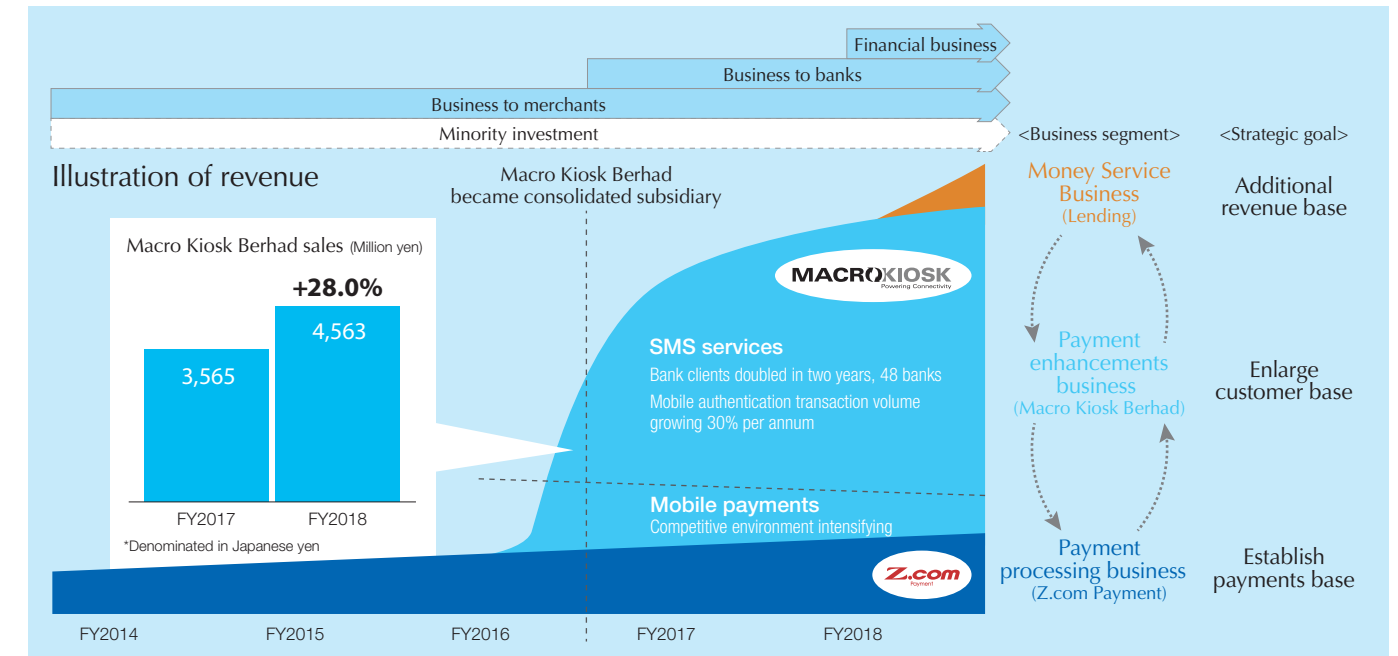 Financial business
Business to banks
Business to merchants
Minority investment
<Business segment>
<Strategic goal>
Illustration of revenue
Macro Kiosk Berhad
became consolidated subsidiary
Macro Kiosk Berhad sales (Million yen)
+28.0%
3,565
4,563
FY2017
FY2018
*Denominated in Japanese yen
MACROKIOSK
Powering Connectivity
SMS services
Bank clients doubled in two years, 48 banks
Mobile authentication transaction volume
growing 30% per annum
Mobile payments
Competitive environment intensifying
Z.com
Payment
FY2014
FY2015
FY2016
FY2017
FY2018
Money Service
Business
(Lending)
Additional
revenue base
Payment
enhancements
business
(Macro Kiosk Berhad)
Enlarge
customer base
Payment
processing business
(Z.com Payment)
Establish
payments base